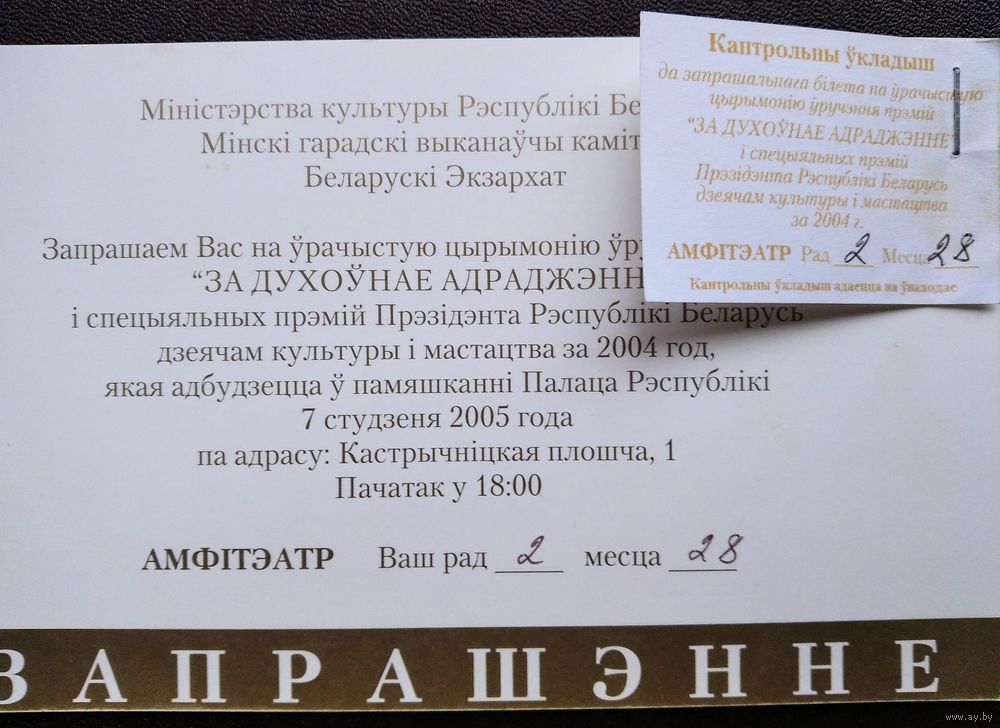 Міністэрства культуры Рэспублікі Бе
Мінскі гарадскі выканаўчы каміт
Беларускі Экзархат
Запрашаем Вас на ўрачыстую цырымонію ўр
“ЗА ДУХОЎНАЕ АДРАДЖЭНН
і спецыяльных прэмій Прэзідэнта Рэспублікі Беларусь
дзеячам культуры і мастацтва за 2004 год,
якая адбудзецца ў памяшканні Палаца Рэспублікі
7 студзеня 2005 года
па адрасу: Кастрычніцкая плошча, 1
Пачатак у 18:00
АМФІТЭАТР Ваш рад 2 месца 28
ЗАПРАШЭННЕ
Кантрольны ўкладыш
да запрашальнага білета на ўрачыстую
цырымонію ўручэння прэмій
“ЗА ДУХОЎНАЕ АДРАДЖЭННЕ”
і спецыяльных прэмій
Прэзідэнта Рэспублікі Беларусь
дзеячам культуры і мастацтва
за 2004 г.
АМФІТЭАТР Рад 2 Месца 28
Кантрольны ўкладыш здаецца на ўваходзе
www.ay.by